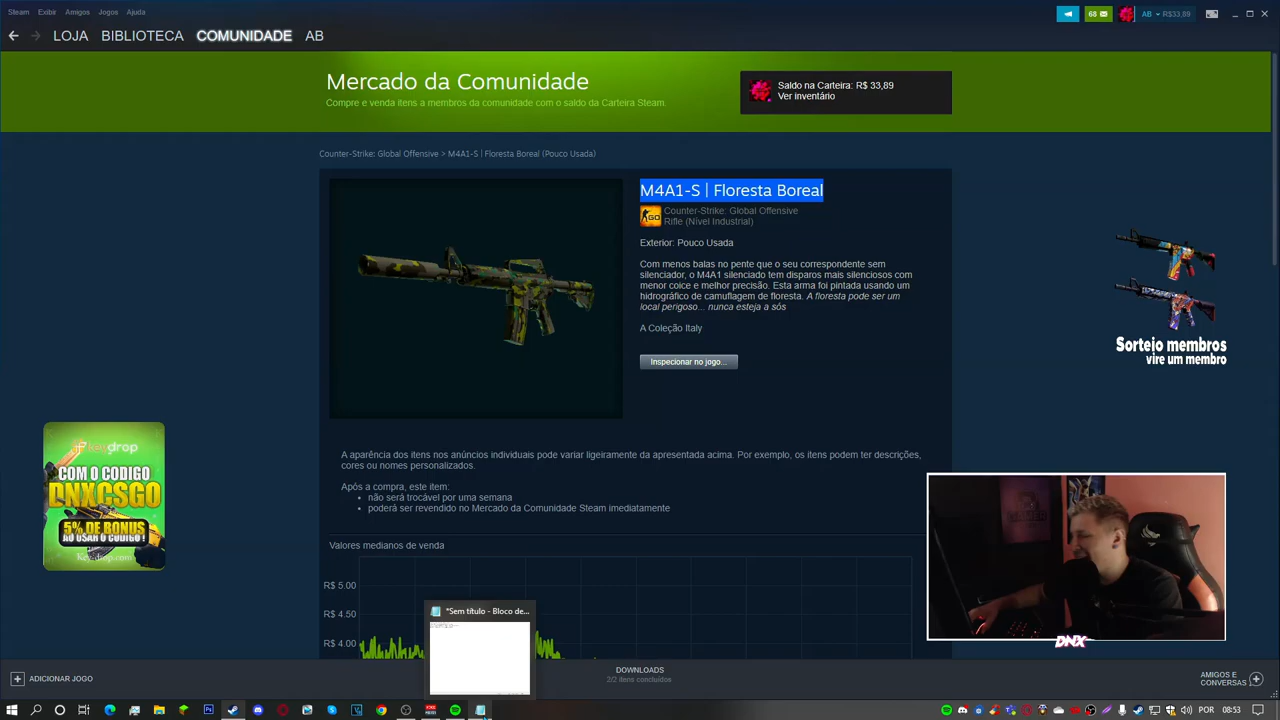 Steam Exibir Amigos Jogos Ajuda
68
AB R$33,89
LOJA BIBLIOTECA COMUNIDADE AB
Mercado da Comunidade
Compre e venda itens a membros da comunidade com o saldo da Carteira Steam.
Saldo na Carteira: R$ 33,89
Ver inventário
Counter-Strike: Global Offensive > M4A1-S | Floresta Boreal (Pouco Usada)
M4A1-S | Floresta Boreal
GO
Counter-Strike: Global Offensive
Rifle (Nível Industrial)
Exterior: Pouco Usada
Com menos balas no pente que o seu correspondente sem
silenciador, o M4A1 silenciado tem disparos mais silenciosos com
menor coice e melhor precisão. Esta arma foi pintada usando um
hidrográfico de camuflagem de floresta. A floresta pode ser um
local perigoso... nunca esteja a sós
A Coleção Italy
Inspecionar no jogo...
Sorteio membros
vire um membro
Keydrop
COM O CODIGO
DNXCSGO
5% DE BONUS
AO USAR O CODIGO!
Key-drop.com
A aparência dos itens nos anúncios individuais pode variar ligeiramente da apresentada acima. Por exemplo, os itens podem ter descrições,
cores ou nomes personalizados.
Após a compra, este item:
• não será trocável por uma semana
• poderá ser revendido no Mercado da Comunidade Steam imediatamente
Valores medianos de venda
R$ 5.00
R$ 4.50
R$ 4.00
*Sem título - Bloco de...
DNX
ADICIONAR JOGO
DOWNLOADS
2/2 itens concluídos
AMIGOS E
CONVERSAS
POR 08:53